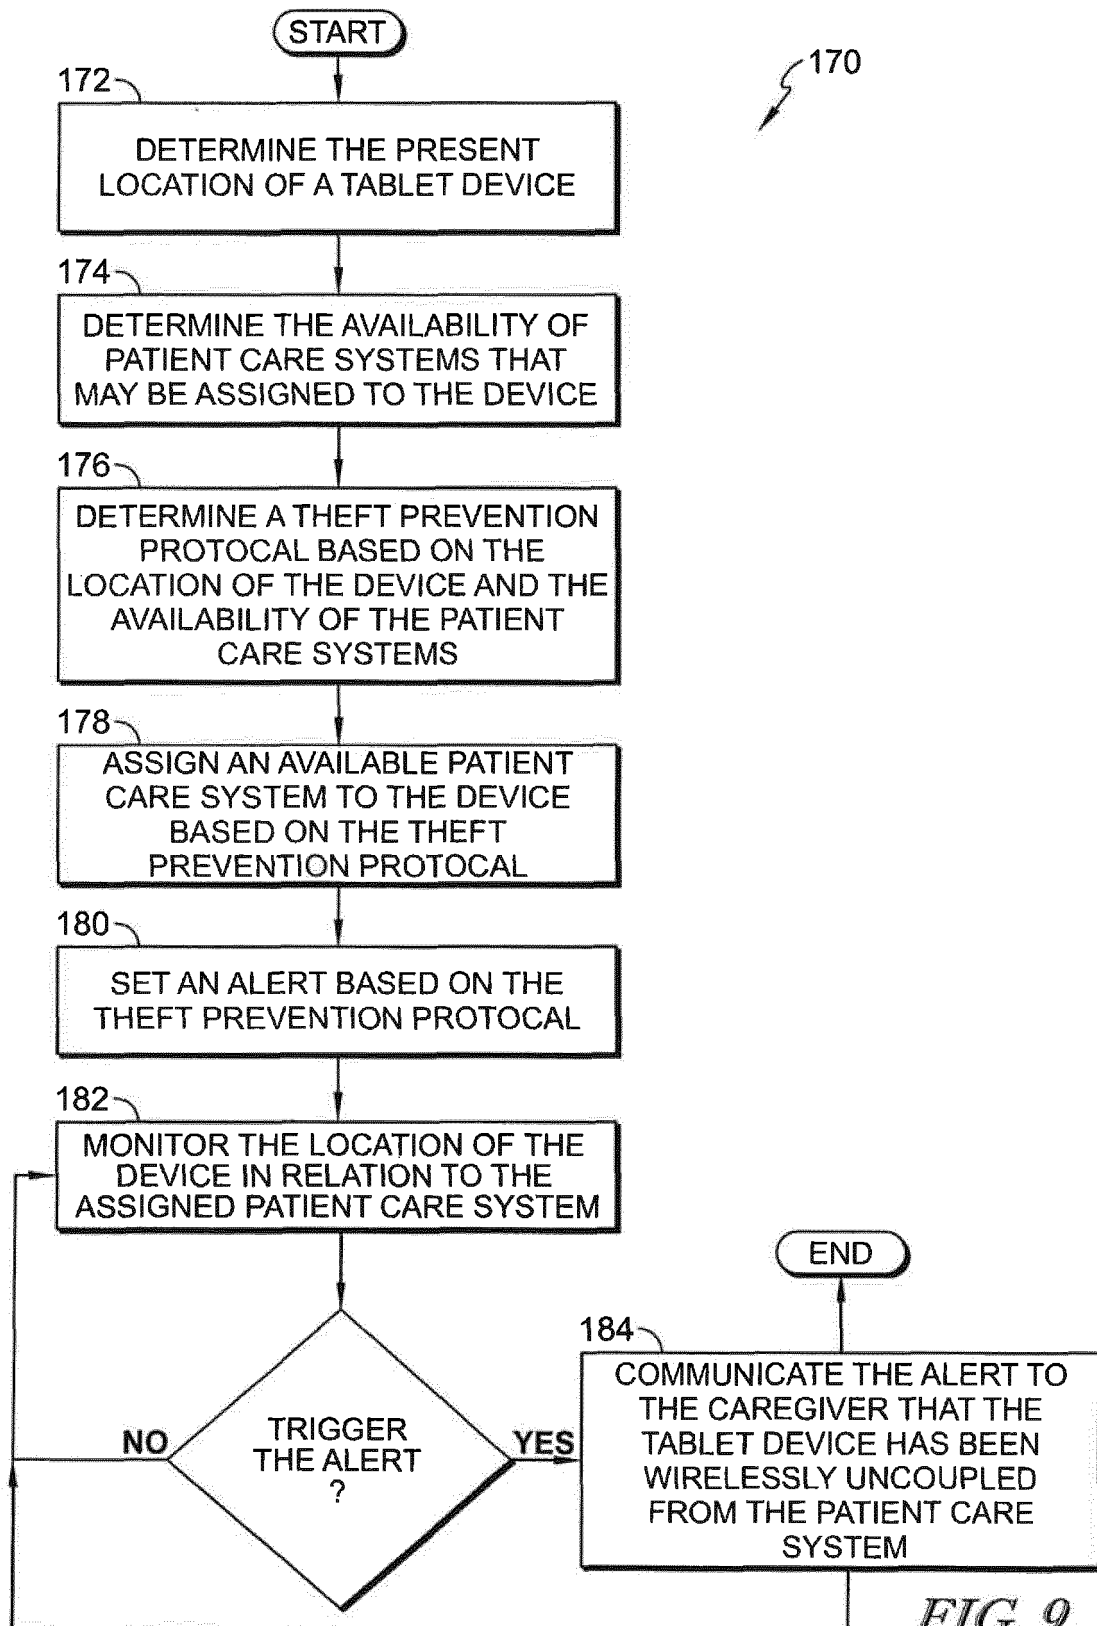 START
170
172
DETERMINE THE PRESENT
LOCATION OF A TABLET DEVICE
174
DETERMINE THE AVAILABILITY OF
PATIENT CARE SYSTEMS THAT
MAY BE ASSIGNED TO THE DEVICE
176
DETERMINE A THEFT PREVENTION
PROTOCAL BASED ON THE
LOCATION OF THE DEVICE AND THE
AVAILABILITY OF THE PATIENT
CARE SYSTEMS
178
ASSIGN AN AVAILABLE PATIENT
CARE SYSTEM TO THE DEVICE
BASED ON THE THEFT
PREVENTION PROTOCAL
180
SET AN ALERT BASED ON THE
THEFT PREVENTION PROTOCAL
182
MONITOR THE LOCATION OF THE
DEVICE IN RELATION TO THE
ASSIGNED PATIENT CARE SYSTEM
TRIGGER
THE ALERT
?
NO
YES
END
184
COMMUNICATE THE ALERT TO
THE CAREGIVER THAT THE
TABLET DEVICE HAS BEEN
WIRELESSLY UNCOUPLED
FROM THE PATIENT CARE
SYSTEM
FIG. 9